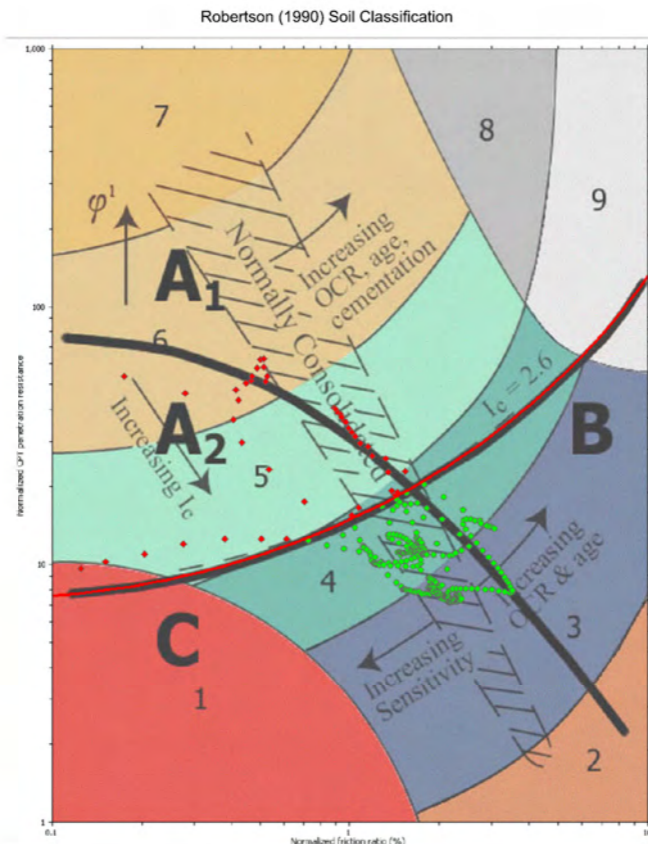 Robertson (1990) Soil Classification
1,000
7
8
9
φ¹
A₁
Normally Consolidated
Increasing
OCR, age,
cementation
100
6
Normalized CPT penetration resistance
A₂
Increasing Ic
5
Ic = 2.6
B
10
4
Increasing
OCR & age
3
C
Increasing
Sensitivity
1
2
1
0.1
1
10
Normalized friction ratio (%)